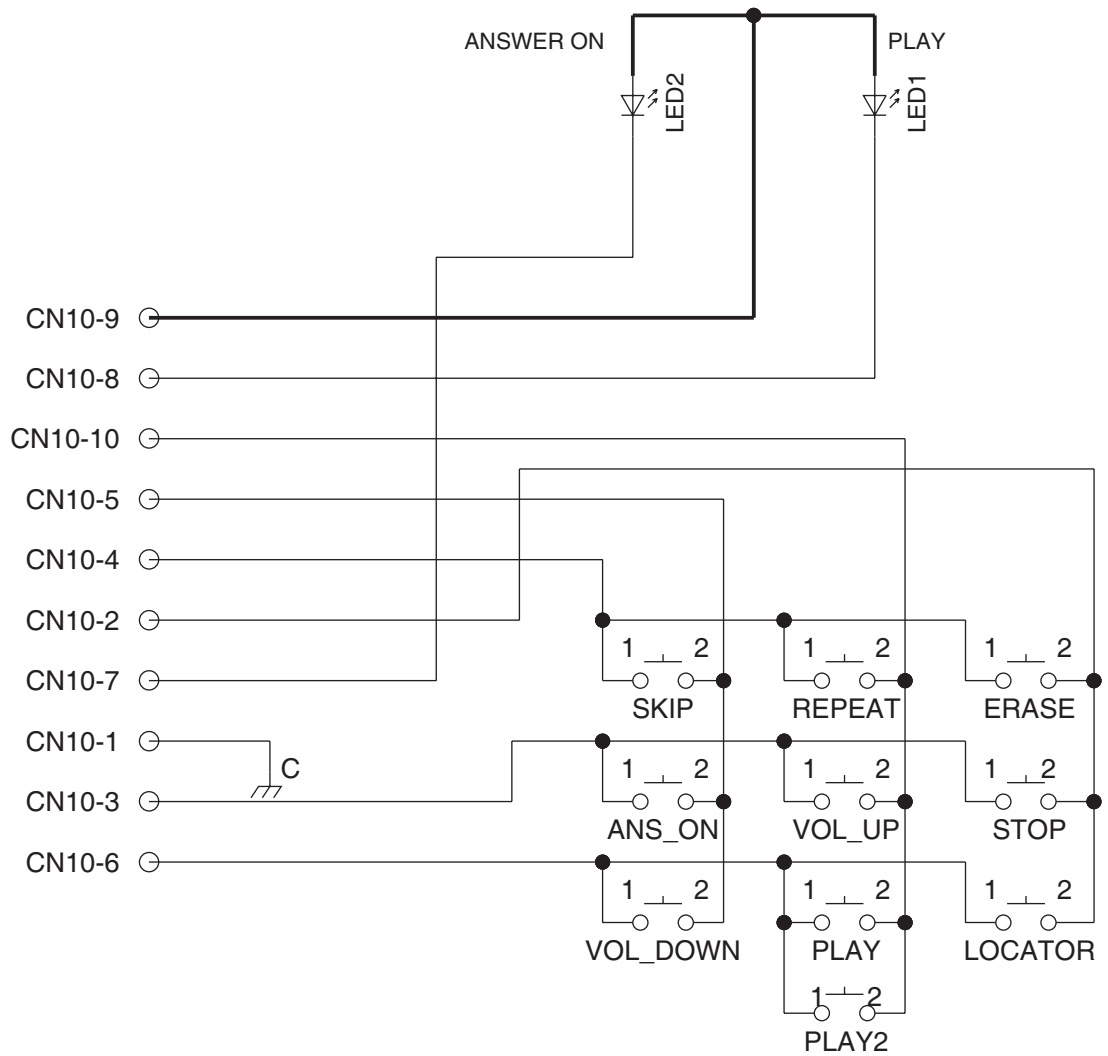 ANSWER ON
PLAY
LED2
LED1
CN10-9
CN10-8
CN10-10
CN10-5
CN10-4
CN10-2
CN10-7
CN10-1
CN10-3
CN10-6
C
1 2
SKIP
1 2
REPEAT
1 2
ERASE
1 2
ANS_ON
1 2
VOL_UP
1 2
STOP
1 2
VOL_DOWN
1 2
PLAY
1 2
LOCATOR
1 2
PLAY2